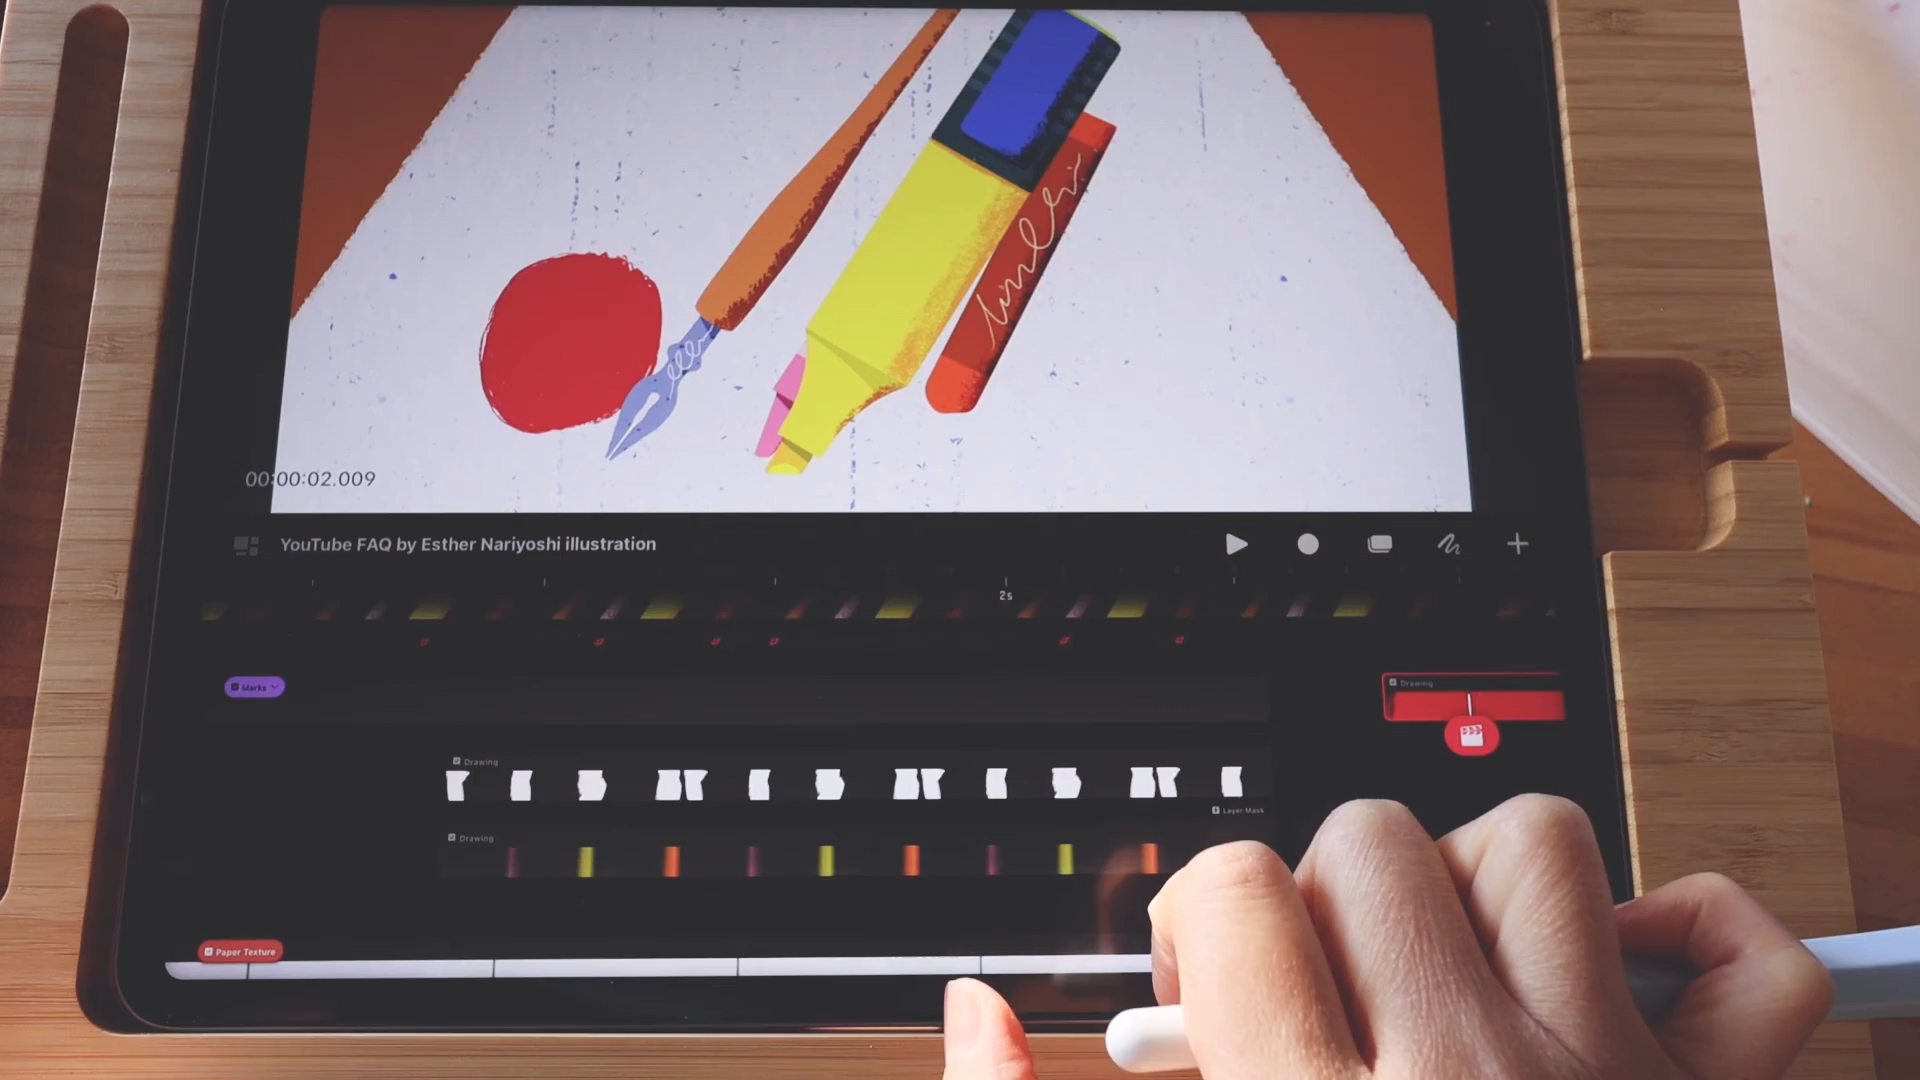 00:00:02.009
YouTube FAQ by Esther Nariyoshi illustration
2s
Marks
Drawing
Drawing
Layer Mask
Drawing
Paper Texture